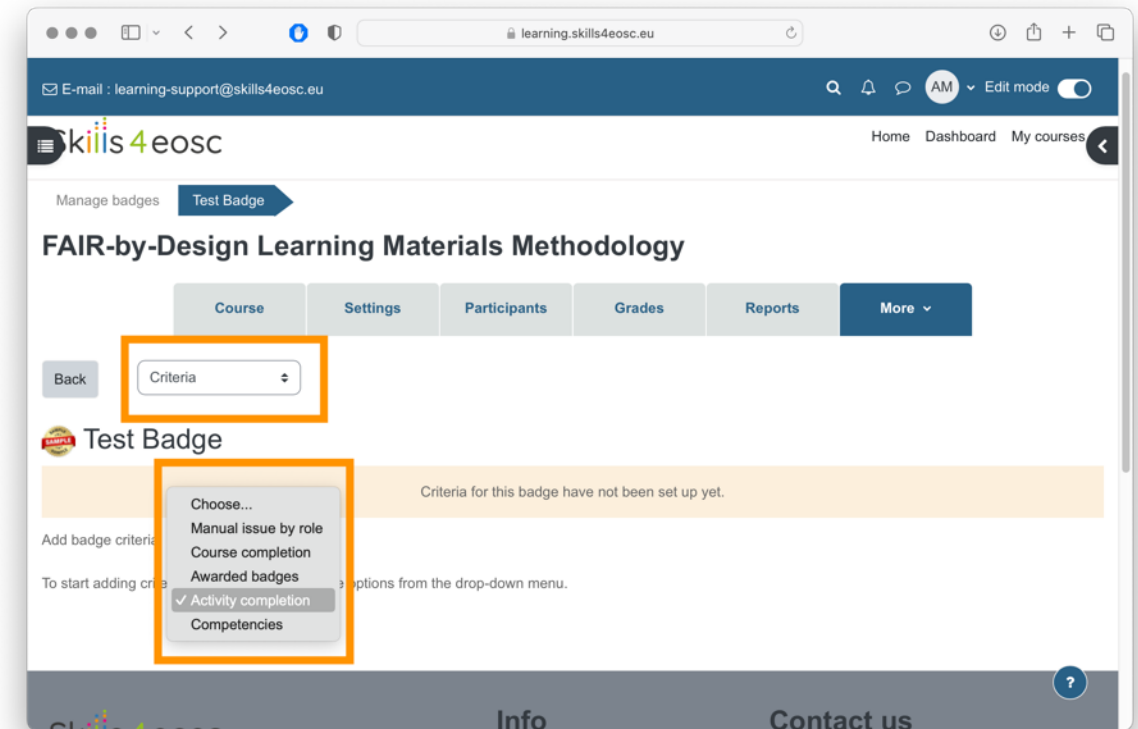 learning.skills4eosc.eu
E-mail : learning-support@skills4eosc.eu
AM
Edit mode
Skills 4 eosc
Home Dashboard My courses
Manage badges
Test Badge
FAIR-by-Design Learning Materials Methodology
Course Settings Participants Grades Reports More
Back
Criteria
SAMPLE
Test Badge
Criteria for this badge have not been set up yet.
Choose...
Manual issue by role
Add badge criteria
Course completion
Awarded badges
To start adding options from the drop-down menu.
✓ Activity completion
Competencies
?
Info
Contact us